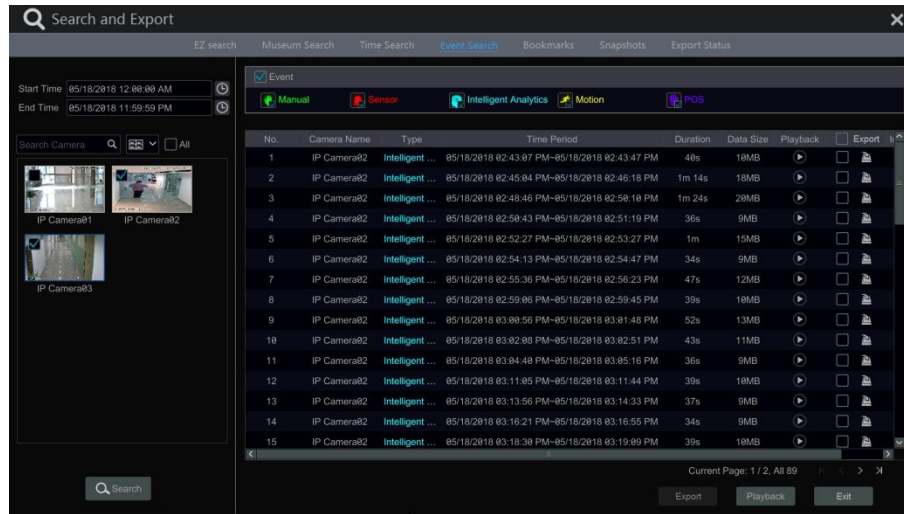 Search and Export
EZ search Museum Search Time Search Event Search Bookmarks Snapshots Export Status
Start Time 05/18/2018 12:00:00 AM
End Time 05/18/2018 11:59:59 PM
Search Camera All
IP Camera01 IP Camera02
IP Camera03
Search
Event
Manual Sensor Intelligent Analytics Motion POS
No. Camera Name Type Time Period Duration Data Size Playback Export
1 IP Camera02 Intelligent ... 05/18/2018 02:43:07 PM~05/18/2018 02:43:47 PM 40s 10MB
2 IP Camera02 Intelligent ... 05/18/2018 02:45:04 PM~05/18/2018 02:46:18 PM 1m 14s 18MB
3 IP Camera02 Intelligent ... 05/18/2018 02:48:46 PM~05/18/2018 02:50:10 PM 1m 24s 20MB
4 IP Camera02 Intelligent ... 05/18/2018 02:50:43 PM~05/18/2018 02:51:19 PM 36s 9MB
5 IP Camera02 Intelligent ... 05/18/2018 02:52:27 PM~05/18/2018 02:53:27 PM 1m 15MB
6 IP Camera02 Intelligent ... 05/18/2018 02:54:13 PM~05/18/2018 02:54:47 PM 34s 9MB
7 IP Camera02 Intelligent ... 05/18/2018 02:55:36 PM~05/18/2018 02:56:23 PM 47s 12MB
8 IP Camera02 Intelligent ... 05/18/2018 02:59:06 PM~05/18/2018 02:59:45 PM 39s 10MB
9 IP Camera02 Intelligent ... 05/18/2018 03:00:56 PM~05/18/2018 03:01:48 PM 52s 13MB
10 IP Camera02 Intelligent ... 05/18/2018 03:02:08 PM~05/18/2018 03:02:51 PM 43s 11MB
11 IP Camera02 Intelligent ... 05/18/2018 03:04:40 PM~05/18/2018 03:05:16 PM 36s 9MB
12 IP Camera02 Intelligent ... 05/18/2018 03:11:05 PM~05/18/2018 03:11:44 PM 39s 10MB
13 IP Camera02 Intelligent ... 05/18/2018 03:13:56 PM~05/18/2018 03:14:33 PM 37s 9MB
14 IP Camera02 Intelligent ... 05/18/2018 03:16:21 PM~05/18/2018 03:16:55 PM 34s 9MB
15 IP Camera02 Intelligent ... 05/18/2018 03:18:30 PM~05/18/2018 03:19:09 PM 39s 10MB
Current Page: 1 / 2, All 89
Export Playback Exit